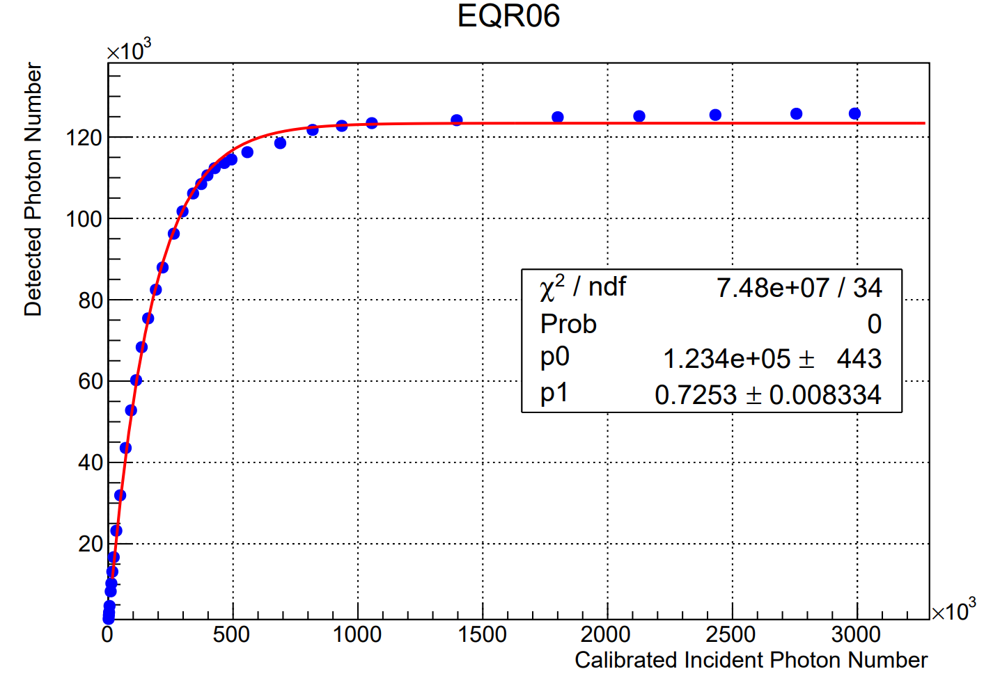 EQR06
×10³
Detected Photon Number
120
100
80
60
40
20
χ² / ndf 7.48e+07 / 34
Prob 0
p0 1.234e+05 ± 443
p1 0.7253 ± 0.008334
0 500 1000 1500 2000 2500 3000
×10³
Calibrated Incident Photon Number